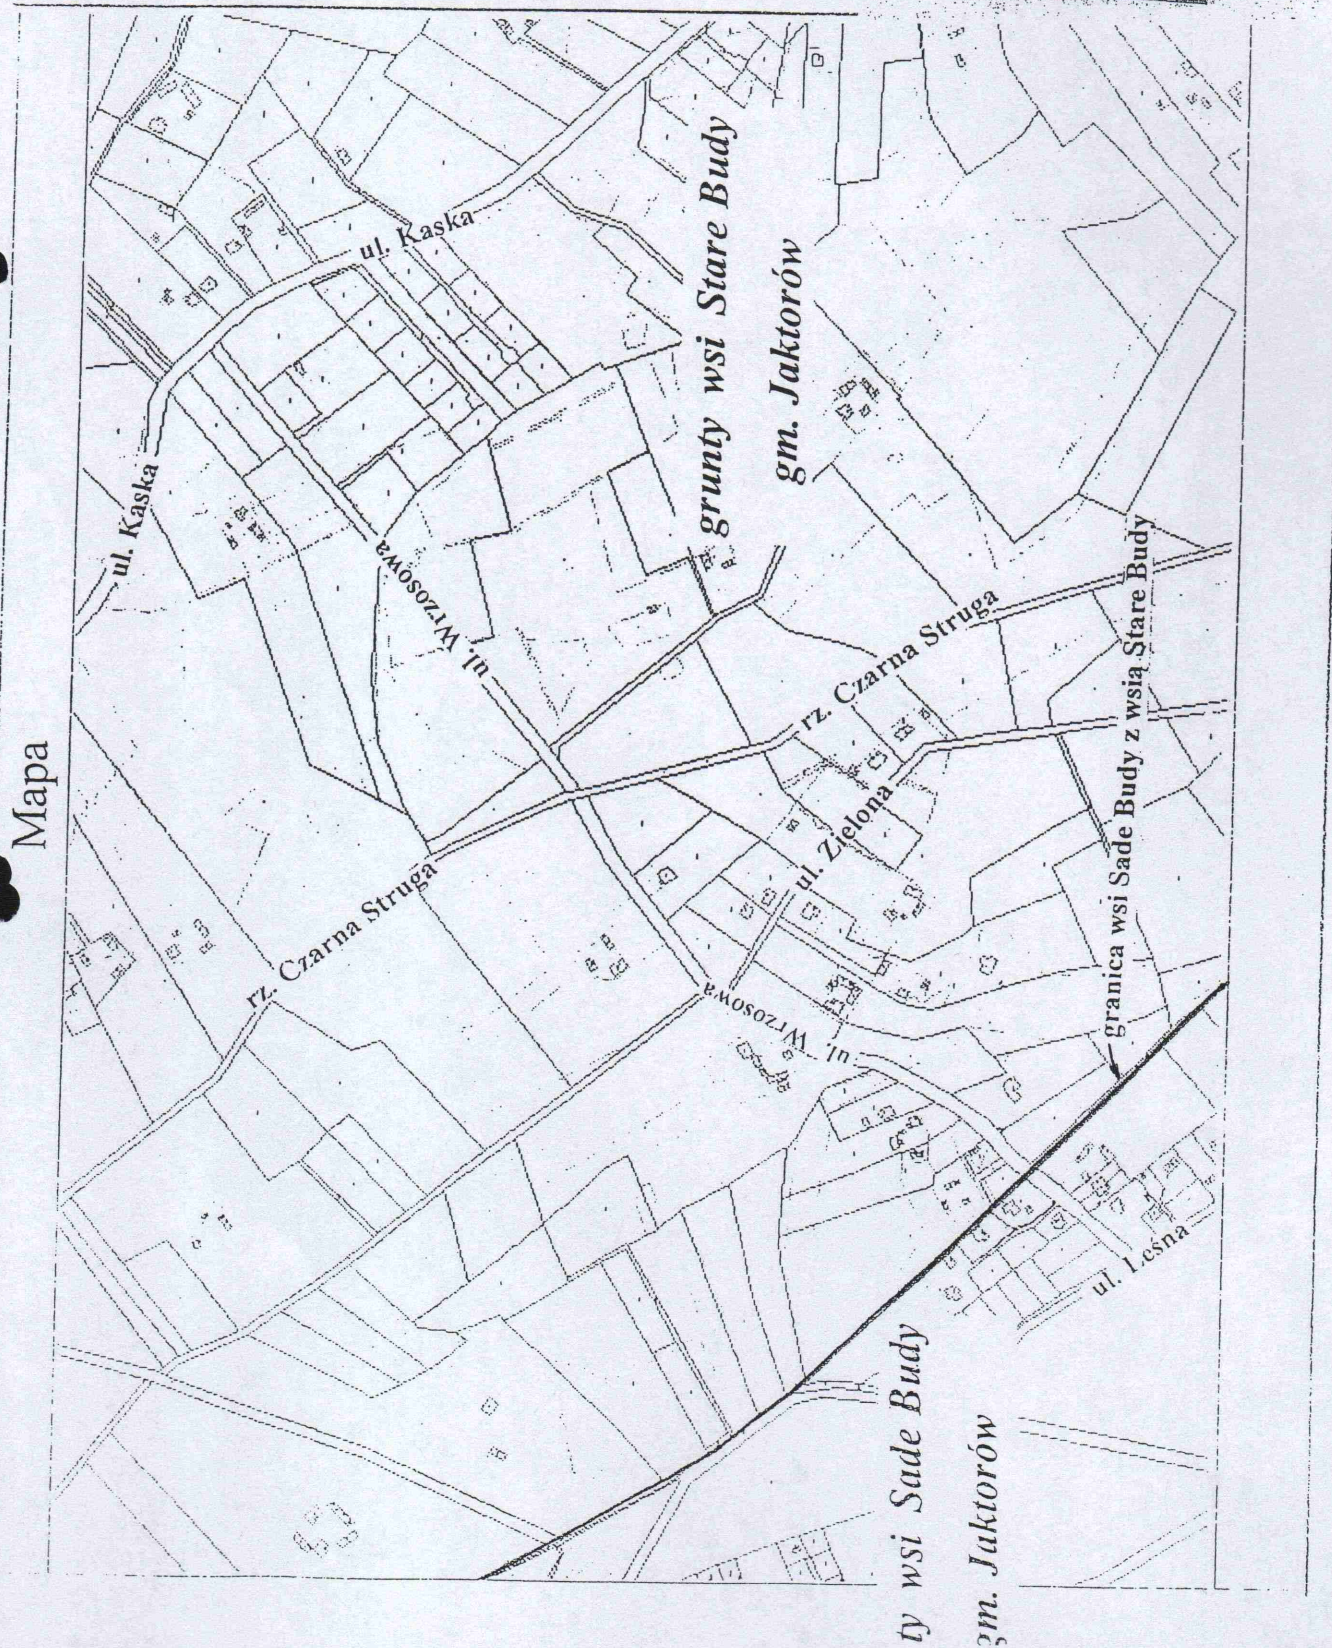 Mapa
ul. Kaska
ul. Kaska
ul. Wrzosowa
grunty wsi Stare Budy
gm. Jaktorów
rz. Czarna Struga
rz. Czarna Struga
ul. Zielona
ul. Wrzosowa
granica wsi Sade Budy z wsią Stare Budy
ul. Leśna
ty wsi Sade Budy
gm. Jaktorów